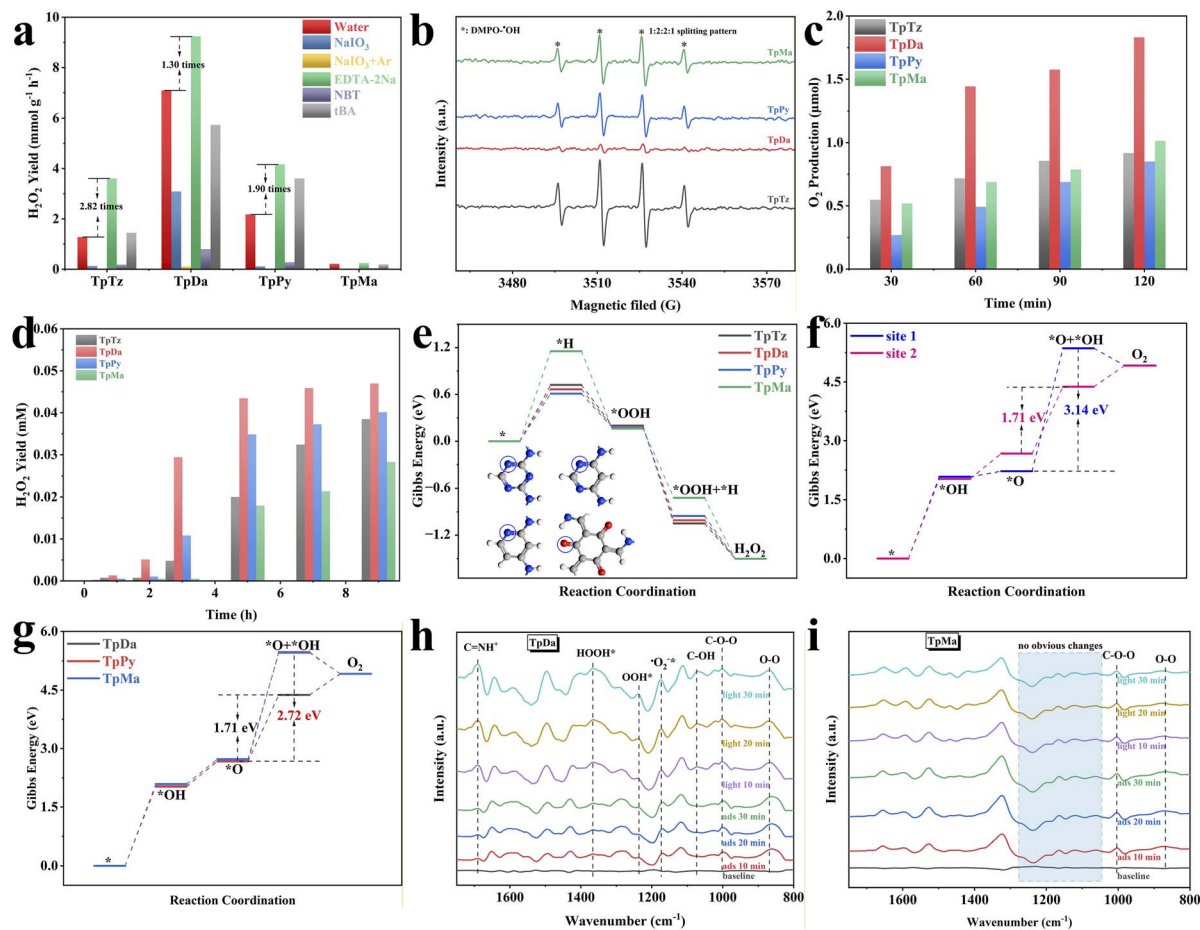 a
H₂O₂ Yield (mmol g⁻¹ h⁻¹)
10
8
6
4
2
0
Water
NaIO₃
NaIO₃+Ar
EDTA-2Na
NBT
tBA
2.82 times
1.30 times
1.90 times
TpTz TpDa TpPy TpMa
b
*: DMPO-•OH
1:2:2:1 splitting pattern
* * * *
TpMa
TpPy
TpDa
TpTz
Intensity (a.u.)
3480 3510 3540 3570
Magnetic filed (G)
c
O₂ Production (μmol)
2.0
1.5
1.0
0.5
0.0
TpTz
TpDa
TpPy
TpMa
30 60 90 120
Time (min)
d
H₂O₂ Yield (mM)
0.06
0.05
0.04
0.03
0.02
0.01
0.00
TpTz
TpDa
TpPy
TpMa
0 2 4 6 8
Time (h)
e
Gibbs Energy (eV)
1.2
0.6
0.0
-0.6
-1.2
TpTz
TpDa
TpPy
TpMa
*
*H
*OOH
*OOH+*H
H₂O₂
Reaction Coordination
f
Gibbs Energy (eV)
6.0
4.5
3.0
1.5
0.0
site 1
site 2
*
*OH
*O
*O+*OH
O₂
1.71 eV
3.14 eV
Reaction Coordination
g
Gibbs Energy (eV)
6.0
4.5
3.0
1.5
0.0
TpDa
TpPy
TpMa
*
*OH
*O
*O+*OH
O₂
1.71 eV
2.72 eV
Reaction Coordination
h
TpDa
C=NH⁺
HOOH*
OOH*
•O₂⁻*
C-OH
C-O-O
O-O
light 30 min
light 20 min
light 10 min
ads 30 min
ads 20 min
ads 10 min
baseline
Intensity (a.u.)
1600 1400 1200 1000 800
Wavenumber (cm⁻¹)
i
TpMa
no obvious changes
C-O-O
O-O
light 30 min
light 20 min
light 10 min
ads 30 min
ads 20 min
ads 10 min
baseline
Intensity (a.u.)
1600 1400 1200 1000 800
Wavenumber (cm⁻¹)